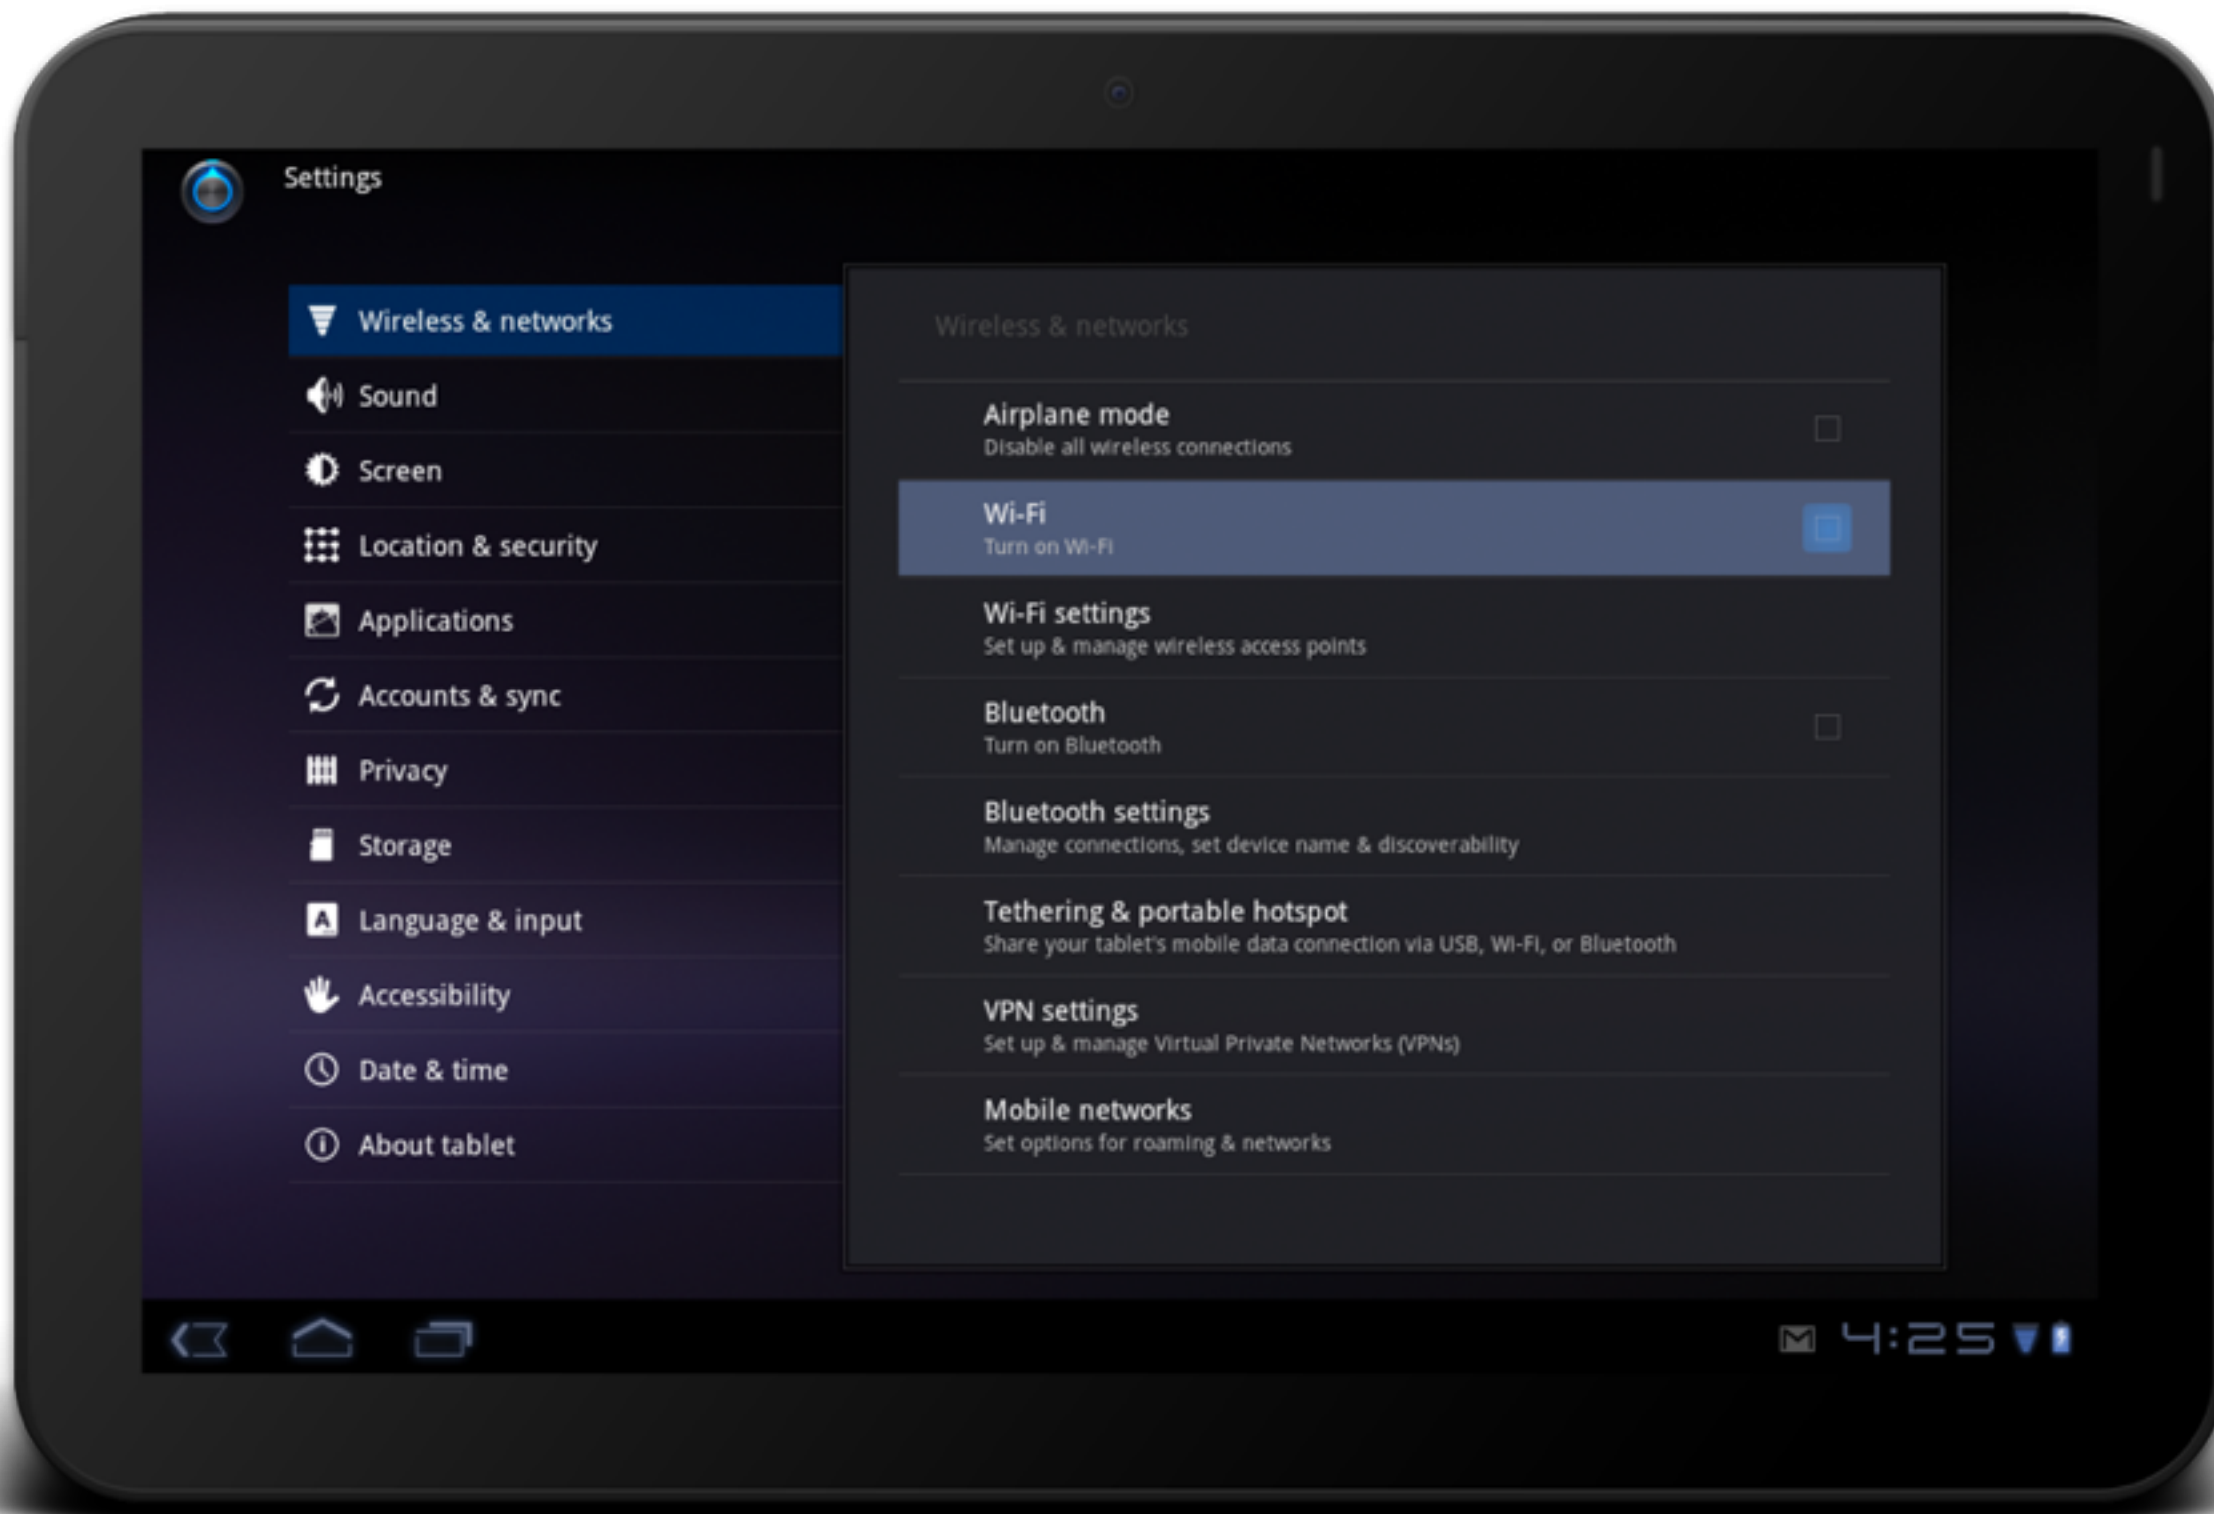 Settings
Wireless & networks
Sound
Screen
Location & security
Applications
Accounts & sync
Privacy
Storage
Language & input
Accessibility
Date & time
About tablet
Wireless & networks
Airplane mode
Disable all wireless connections
Wi-Fi
Turn on Wi-Fi
Wi-Fi settings
Set up & manage wireless access points
Bluetooth
Turn on Bluetooth
Bluetooth settings
Manage connections, set device name & discoverability
Tethering & portable hotspot
Share your tablet's mobile data connection via USB, Wi-Fi, or Bluetooth
VPN settings
Set up & manage Virtual Private Networks (VPNs)
Mobile networks
Set options for roaming & networks
4:25